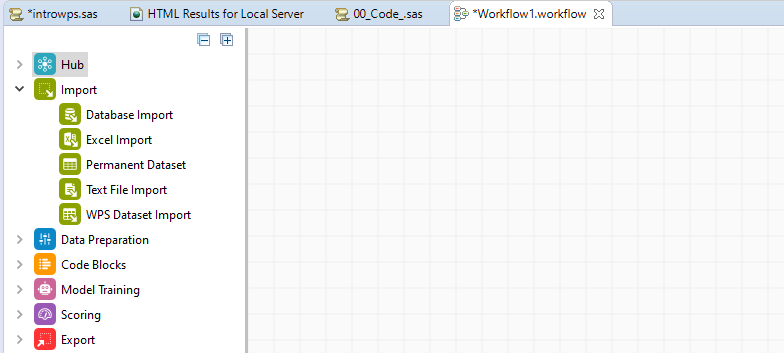 *introwps.sas HTML Results for Local Server 00_Code_.sas *Workflow1.workflow
Hub
Import
Database Import
Excel Import
Permanent Dataset
Text File Import
WPS Dataset Import
Data Preparation
Code Blocks
Model Training
Scoring
Export